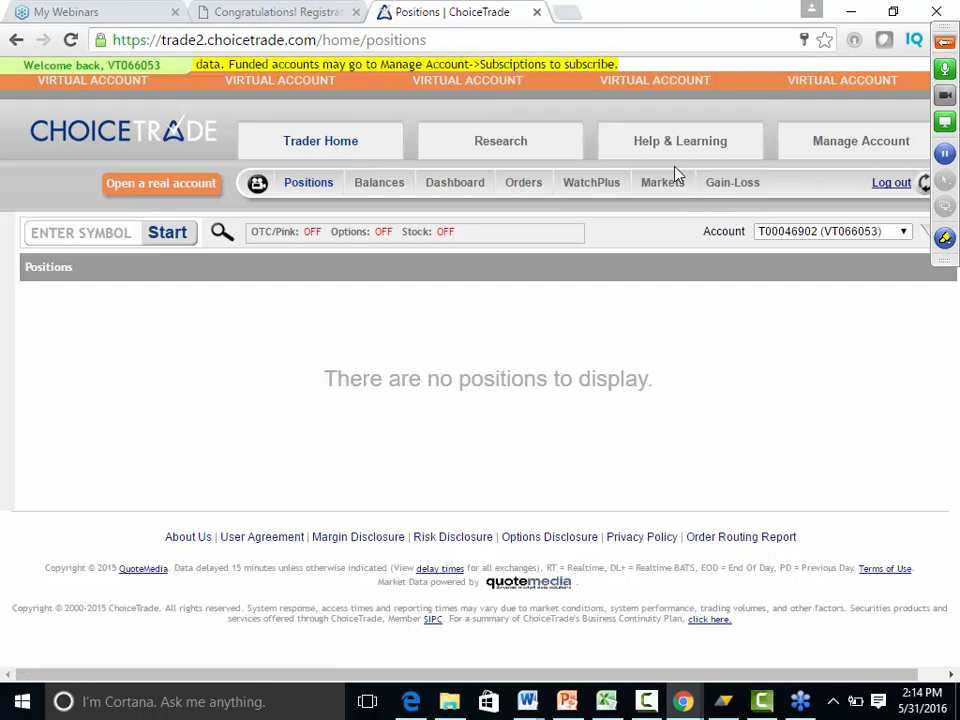 My Webinars
Congratulations! Registra
Positions | ChoiceTrade
https://trade2.choicetrade.com/home/positions
IQ
Welcome back, VT066053
data. Funded accounts may go to Manage Account->Subsciptions to subscribe.
VIRTUAL ACCOUNT VIRTUAL ACCOUNT VIRTUAL ACCOUNT VIRTUAL ACCOUNT VIRTUAL ACCOUNT
CHOICETRADE
Trader Home Research Help & Learning Manage Account
Open a real account
Positions Balances Dashboard Orders WatchPlus Markets Gain-Loss Log out
ENTER SYMBOL Start OTC/Pink: OFF Options: OFF Stock: OFF Account T00046902 (VT066053)
Positions
There are no positions to display.
About Us | User Agreement | Margin Disclosure | Risk Disclosure | Options Disclosure | Privacy Policy | Order Routing Report
Copyright © 2015 QuoteMedia. Data delayed 15 minutes unless otherwise indicated (View delay times for all exchanges). RT = Realtime, DL+ = Realtime BATS, EOD = End Of Day, PD = Previous Day. Terms of Use.
Market Data powered by quotemedia .
Copyright © 2000-2015 ChoiceTrade. All rights reserved. System response, access times and reporting times may vary due to market conditions, system performance, trading volumes, and other factors. Securities products and
services offered through ChoiceTrade, Member SIPC. For a summary of ChoiceTrade's Business Continuity Plan, click here.
I'm Cortana. Ask me anything.
2:14 PM
5/31/2016